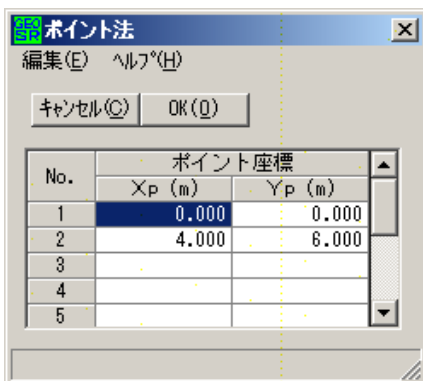 GEO SR ポイント法
編集(E) ヘルプ(H)
キャンセル(C) OK(O)
No. ポイント座標
Xp (m) Yp (m)
1 0.000 0.000
2 4.000 6.000
3
4
5